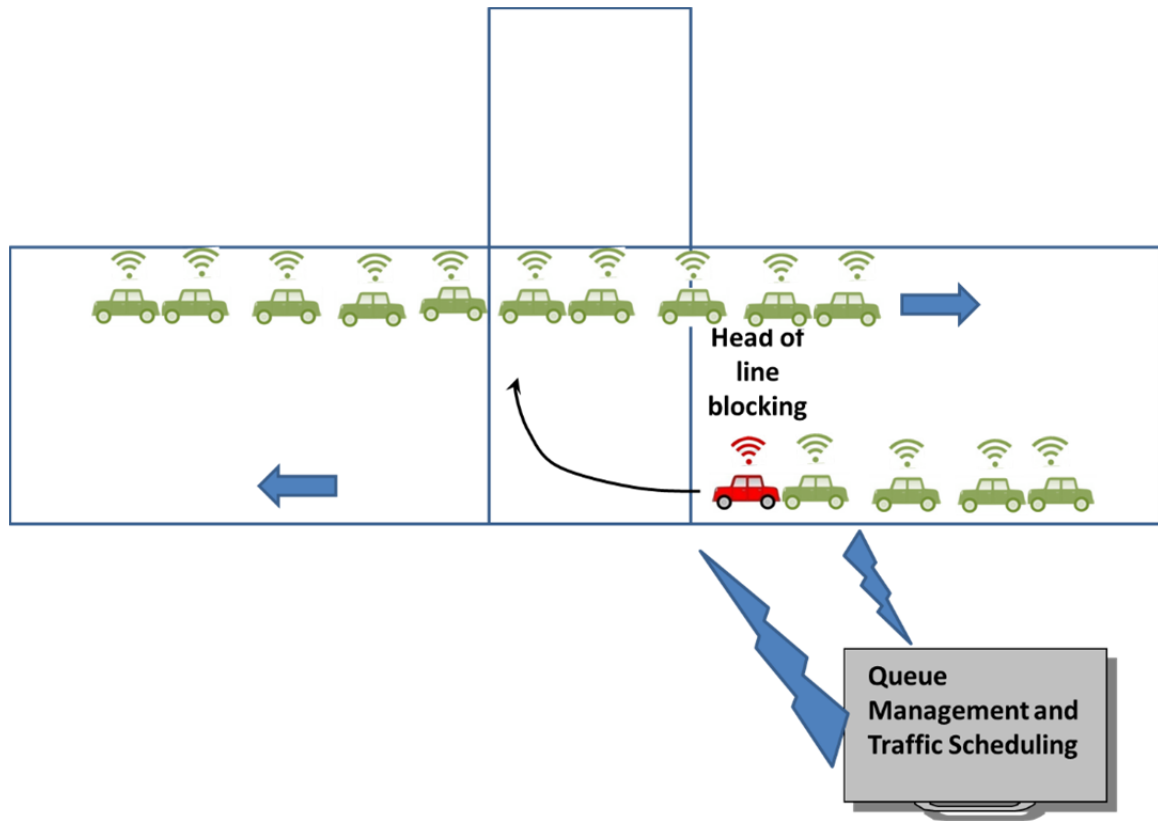 Head of
line
blocking
Queue
Management and
Traffic Scheduling